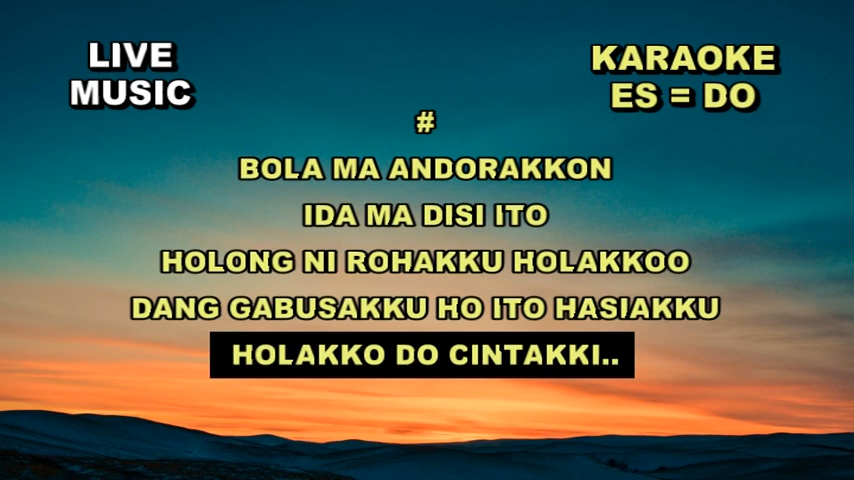 LIVE
MUSIC
KARAOKE
ES = DO
#
BOLA MA ANDORAKKON
IDA MA DISI ITO
HOLONG NI ROHAKKU HOLAKKOO
DANG GABUSAKKU HO ITO HASIAKKU
HOLAKKO DO CINTAKKI..